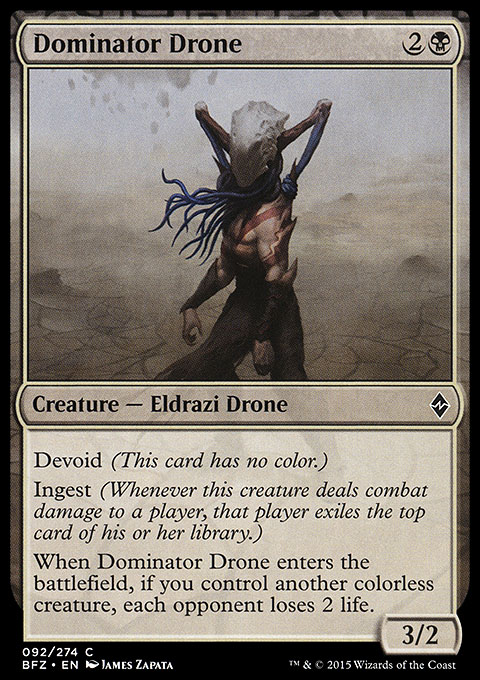 Dominator Drone 2
Creature — Eldrazi Drone
Devoid (This card has no color.)
Ingest (Whenever this creature deals combat
damage to a player, that player exiles the top
card of his or her library.)
When Dominator Drone enters the
battlefield, if you control another colorless
creature, each opponent loses 2 life.
3/2
092/274 C
BFZ • EN James Zapata
™ & © 2015 Wizards of the Coast